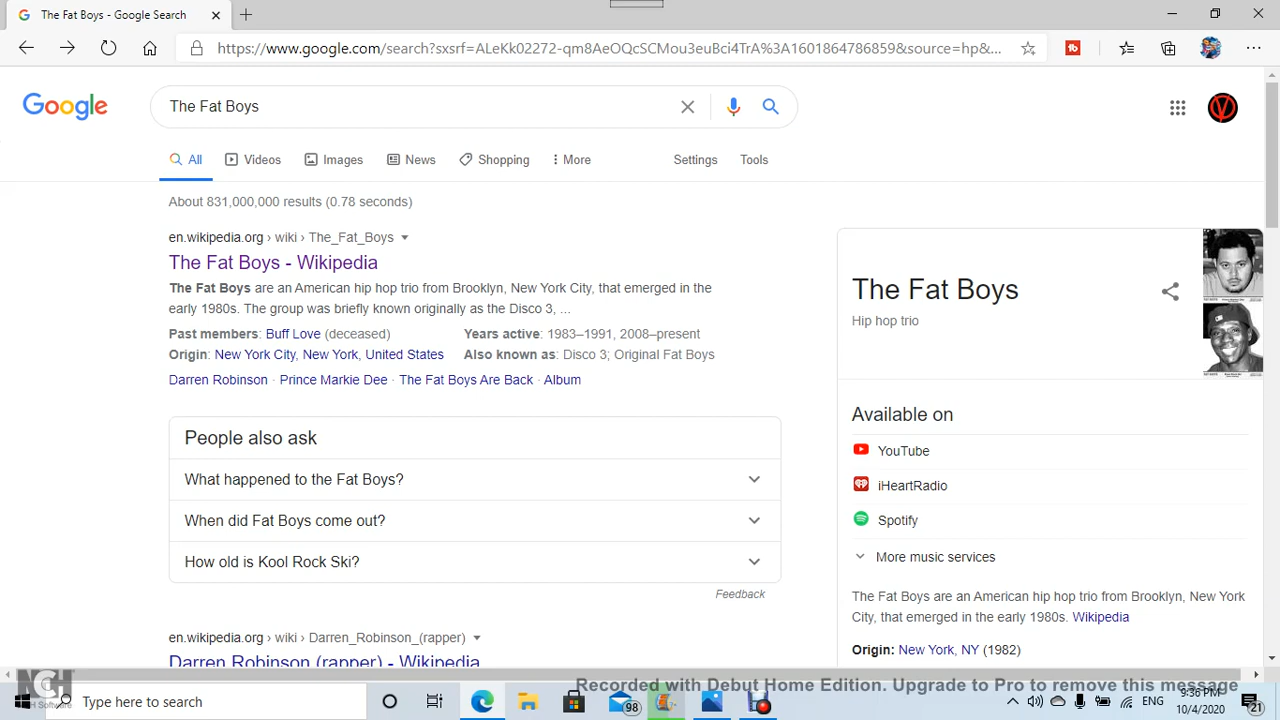 The Fat Boys - Google Search
https://www.google.com/search?sxsrf=ALeKk02272-qm8AeOQcSCMou3euBci4TrA%3A1601864786859&source=hp&...
Google
The Fat Boys
All Videos Images News Shopping More Settings Tools
About 831,000,000 results (0.78 seconds)
en.wikipedia.org › wiki › The_Fat_Boys
The Fat Boys - Wikipedia
The Fat Boys are an American hip hop trio from Brooklyn, New York City, that emerged in the
early 1980s. The group was briefly known originally as the Disco 3, ...
Past members: Buff Love (deceased) Years active: 1983–1991, 2008–present
Origin: New York City, New York, United States Also known as: Disco 3; Original Fat Boys
Darren Robinson · Prince Markie Dee · The Fat Boys Are Back · Album
People also ask
What happened to the Fat Boys?
When did Fat Boys come out?
How old is Kool Rock Ski?
Feedback
en.wikipedia.org › wiki › Darren_Robinson_(rapper)
Darren Robinson (rapper) - Wikipedia
The Fat Boys
Hip hop trio
Available on
YouTube
iHeartRadio
Spotify
More music services
The Fat Boys are an American hip hop trio from Brooklyn, New York
City, that emerged in the early 1980s. Wikipedia
Origin: New York, NY (1982)
Recorded with Debut Home Edition. Upgrade to Pro to remove this message
NCH Software
Type here to search
98
ENG
9:36 PM
10/4/2020
21